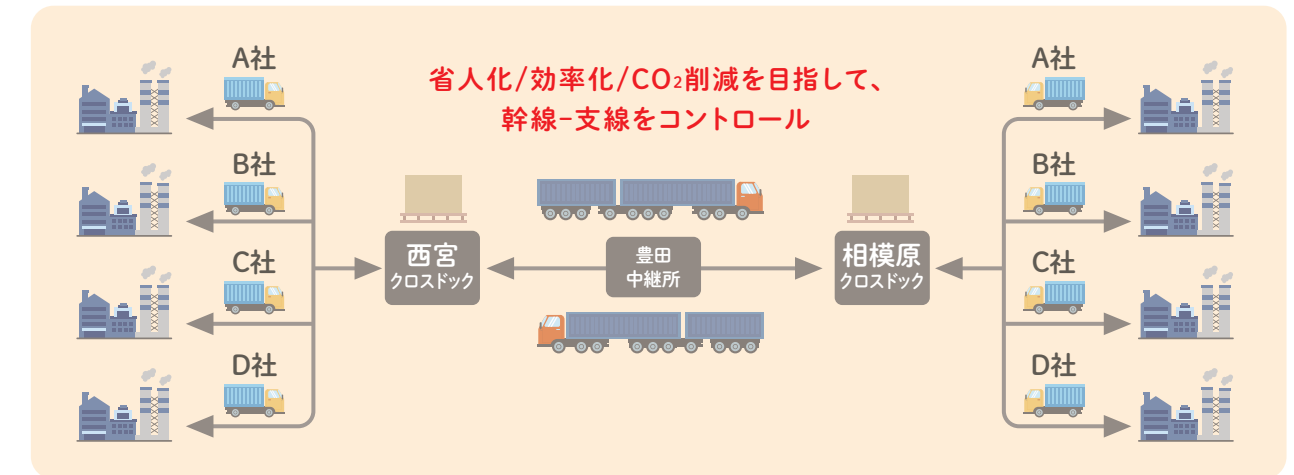 省人化/効率化/CO₂削減を目指して、
幹線-支線をコントロール
A社
B社
C社
D社
西宮
クロスドック
豊田
中継所
相模原
クロスドック
A社
B社
C社
D社